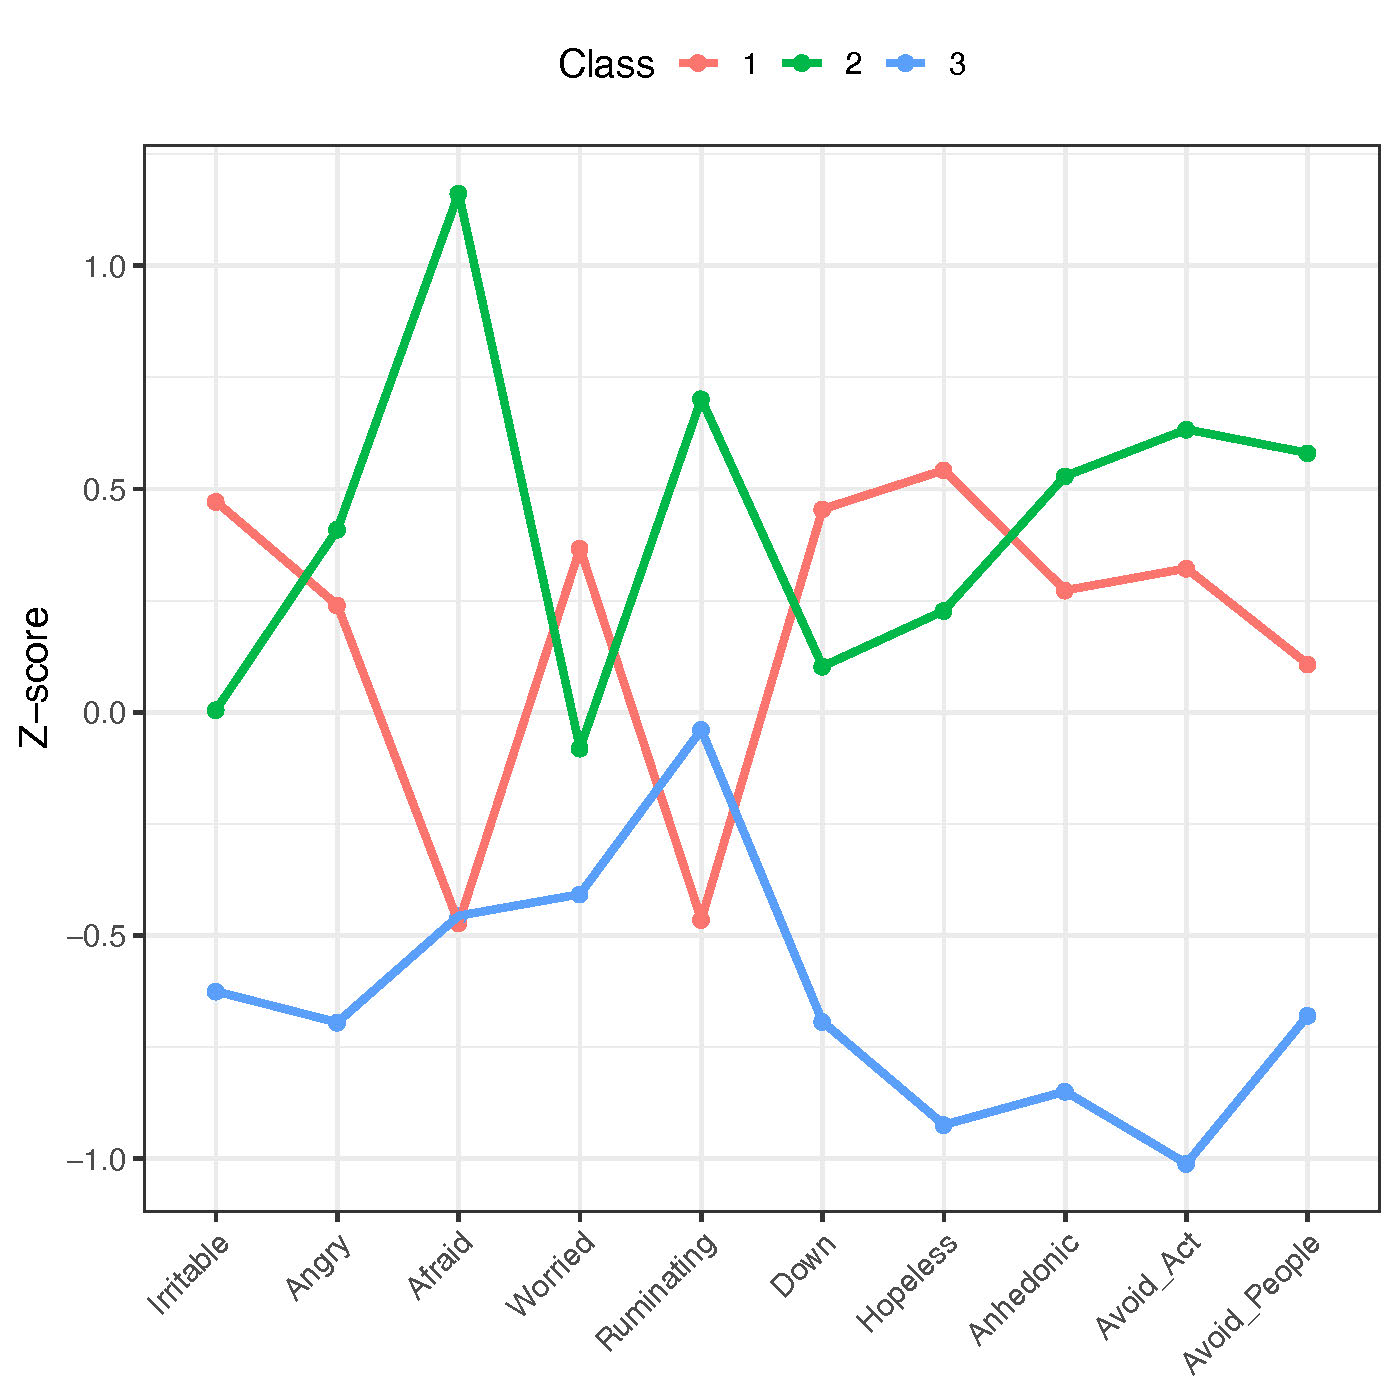 Class 1 2 3
Z−score
1.0
0.5
0.0
−0.5
−1.0
Irritable
Angry
Afraid
Worried
Ruminating
Down
Hopeless
Anhedonic
Avoid_Act
Avoid_People